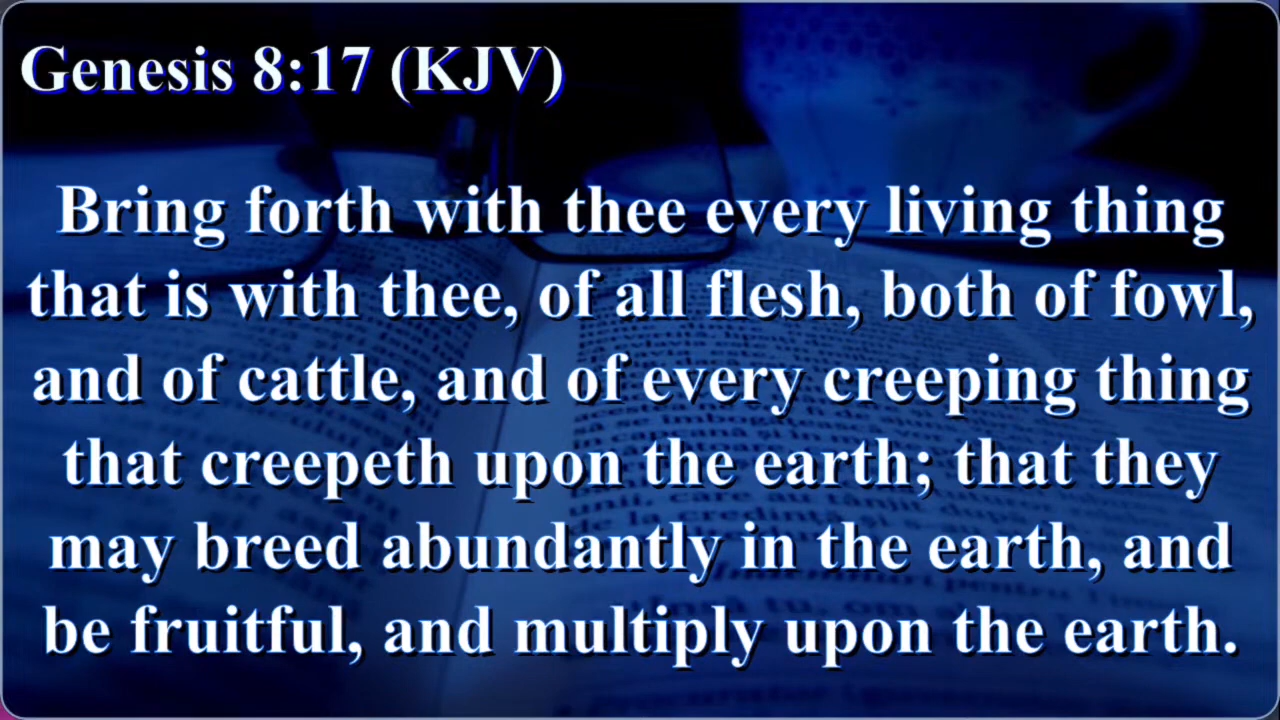 Genesis 8:17 (KJV)
Bring forth with thee every living thing
that is with thee, of all flesh, both of fowl,
and of cattle, and of every creeping thing
that creepeth upon the earth; that they
may breed abundantly in the earth, and
be fruitful, and multiply upon the earth.